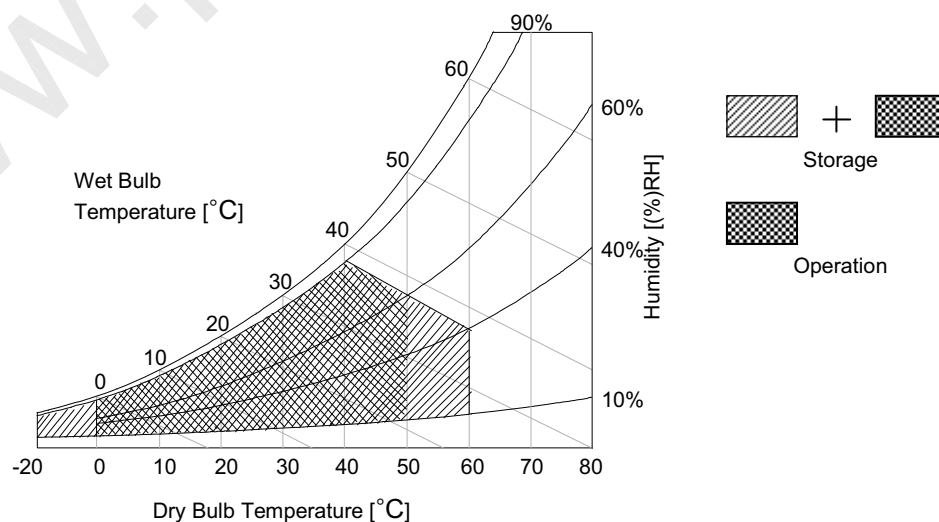 90%
60
60%
50
Wet Bulb
Temperature [°C]
Storage
40
40%
Humidity [(%)RH]
Operation
30
20
10
0
10%
-20 0 10 20 30 40 50 60 70 80
Dry Bulb Temperature [°C]